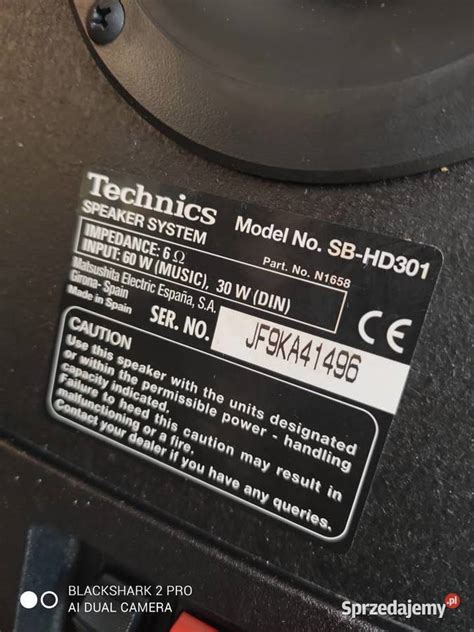 Technics
SPEAKER SYSTEM
Model No. SB-HD301
IMPEDANCE: 6 Ω
Part. No. N1658
INPUT: 60 W (MUSIC), 30 W (DIN)
Matsushita Electric España, S.A.
Girona- Spain
Made in Spain
SER. NO.
JF9KA41496
CE
CAUTION
Use this speaker with the units designated
or within the permissible power - handling
capacity indicated.
Failure to heed this caution may result in
malfunctioning or a fire.
Contact your dealer if you have any queries.
BLACKSHARK 2 PRO
AI DUAL CAMERA
Sprzedajemy.pl